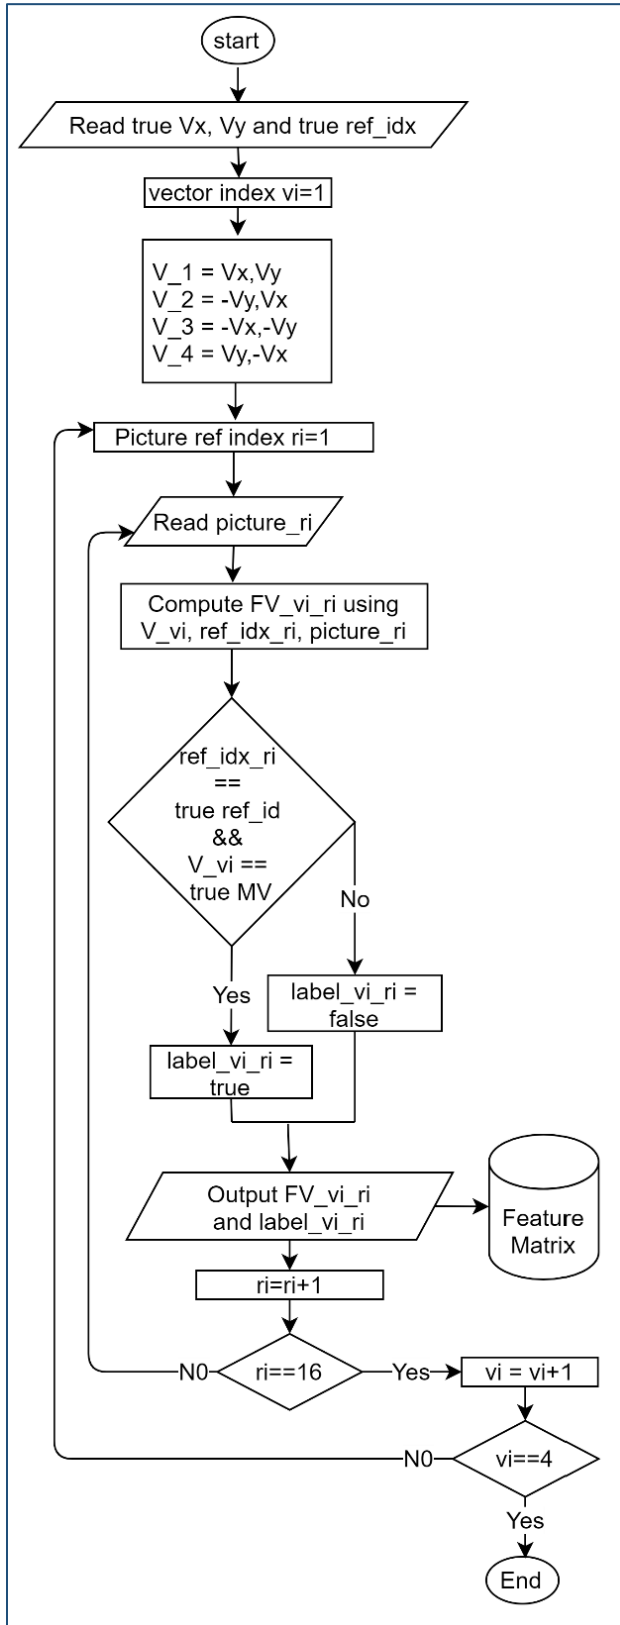 start
Read true Vx, Vy and true ref_idx
vector index vi=1
V_1 = Vx,Vy
V_2 = -Vy,Vx
V_3 = -Vx,-Vy
V_4 = Vy,-Vx
Picture ref index ri=1
Read picture_ri
Compute FV_vi_ri using
V_vi, ref_idx_ri, picture_ri
ref_idx_ri
==
true ref_id
&&
V_vi ==
true MV
No
Yes
label_vi_ri =
false
label_vi_ri =
true
Output FV_vi_ri
and label_vi_ri
Feature
Matrix
ri=ri+1
N0
ri==16
Yes
vi = vi+1
N0
vi==4
Yes
End